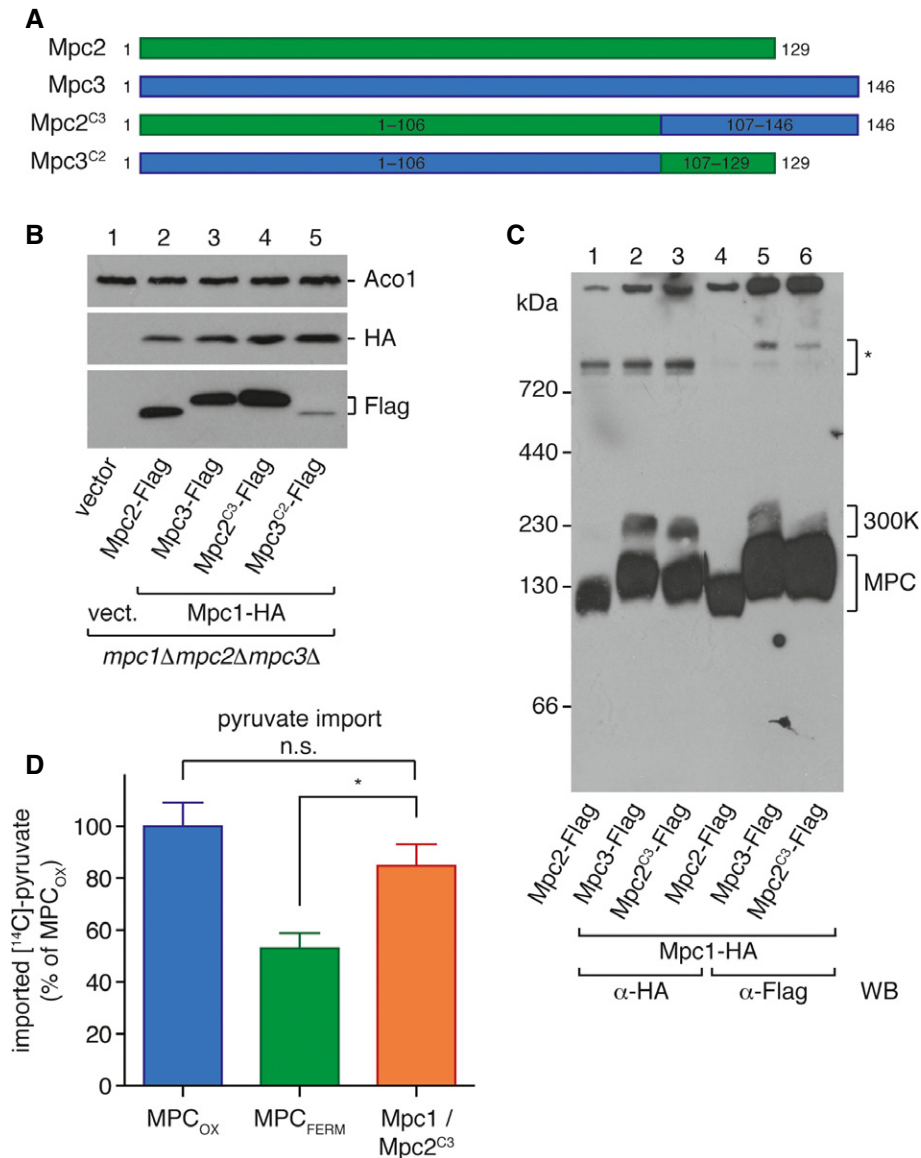 A
Mpc2 1 129
Mpc3 1 146
Mpc2C3 1 1–106 107–146 146
Mpc3C2 1 1–106 107–129 129
B
1 2 3 4 5
Aco1
HA
Flag
vector
Mpc2-Flag
Mpc3-Flag
Mpc2C3-Flag
Mpc3C2-Flag
vect. Mpc1-HA
mpc1Δmpc2Δmpc3Δ
C
1 2 3 4 5 6
kDa
*
720
440
300K
230
MPC
130
66
Mpc2-Flag
Mpc3-Flag
Mpc2C3-Flag
Mpc2-Flag
Mpc3-Flag
Mpc2C3-Flag
Mpc1-HA
α-HA α-Flag WB
D
pyruvate import
n.s.
*
imported [14C]-pyruvate
(% of MPCOX)
100
80
60
40
20
0
MPCOX MPCFERM Mpc1 /
Mpc2C3